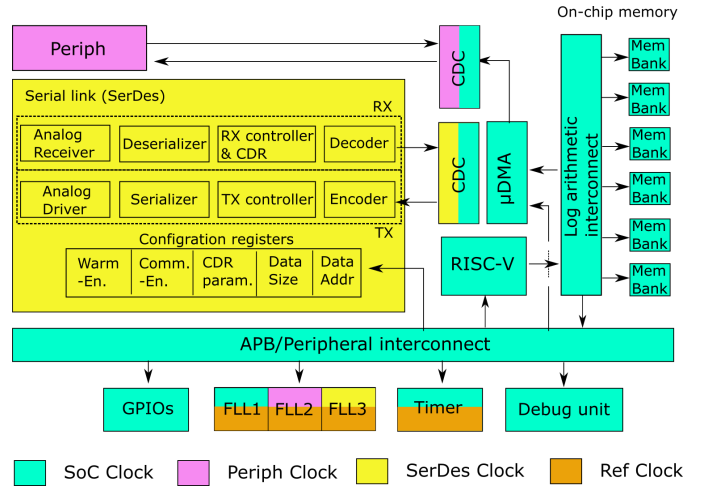 On-chip memory
Periph
CDC
Mem
Bank
Mem
Bank
Mem
Bank
Mem
Bank
Mem
Bank
Mem
Bank
Log arithmetic
interconnect
Serial link (SerDes)
RX
Analog
Receiver
Deserializer
RX controller
& CDR
Decoder
CDC
µDMA
Analog
Driver
Serializer
TX controller
Encoder
TX
Configration registers
Warm
-En.
Comm.
-En.
CDR
param.
Data
Size
Data
Addr
RISC-V
APB/Peripheral interconnect
GPIOs
FLL1
FLL2
FLL3
Timer
Debug unit
SoC Clock
Periph Clock
SerDes Clock
Ref Clock